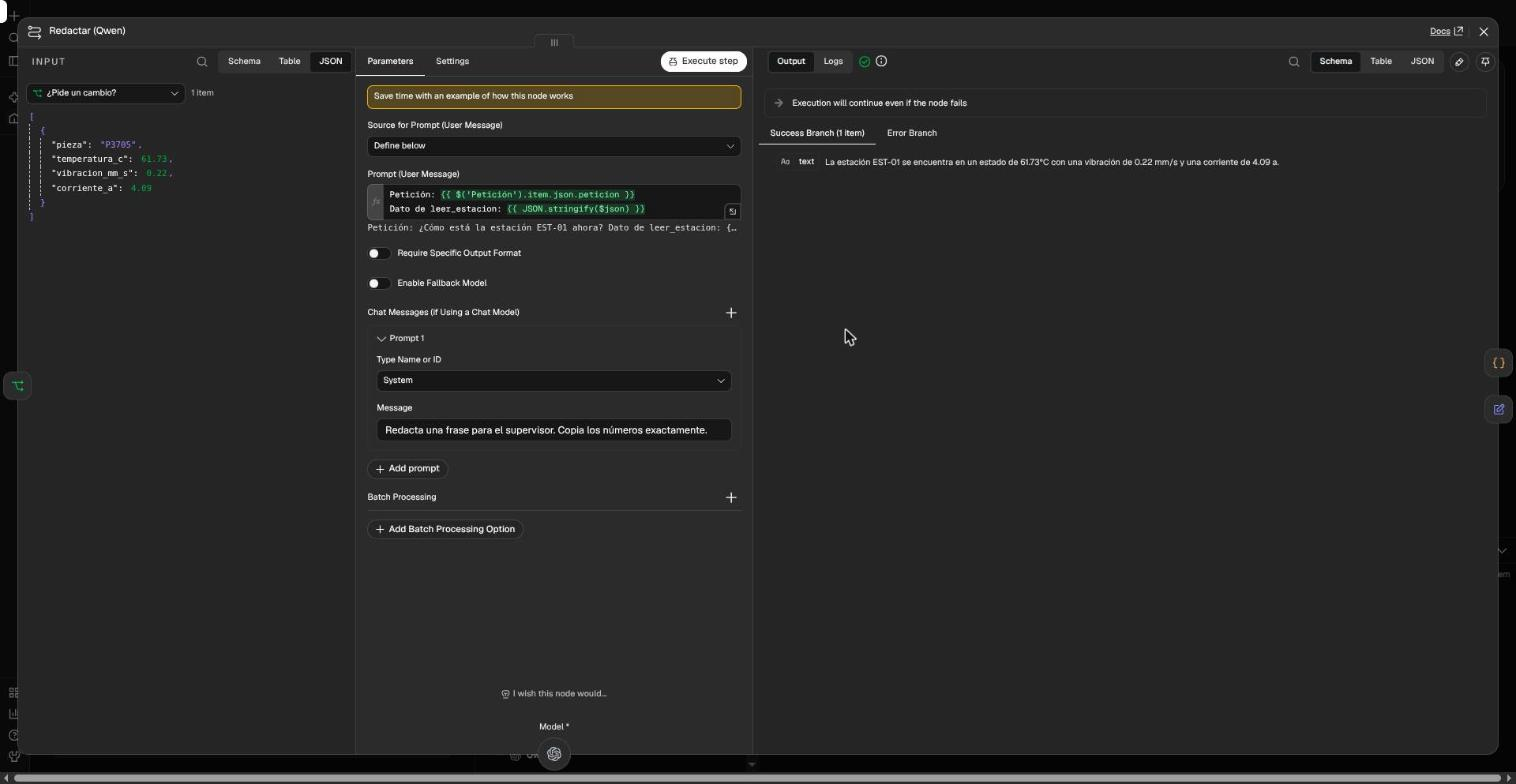 Redactar (Qwen)
Docs
INPUT
Schema
Table
JSON
Parameters
Settings
Execute step
Output
Logs
Schema
Table
JSON
¿Pide un cambio?
1 item
[
{
"pieza": "P3705",
"temperatura_c": 61.73,
"vibracion_mm_s": 0.22,
"corriente_a": 4.09
}
]
Save time with an example of how this node works
Source for Prompt (User Message)
Define below
Prompt (User Message)
fx
Petición: {{ $('Petición').item.json.peticion }}
Dato de leer_estacion: {{ JSON.stringify($json) }}
Petición: ¿Cómo está la estación EST-01 ahora? Dato de leer_estacion: {…
Require Specific Output Format
Enable Fallback Model
Chat Messages (if Using a Chat Model)
Prompt 1
Type Name or ID
System
Message
Redacta una frase para el supervisor. Copia los números exactamente.
Add prompt
Batch Processing
Add Batch Processing Option
I wish this node would...
Model *
Execution will continue even if the node fails
Success Branch (1 item)
Error Branch
text
La estación EST-01 se encuentra en un estado de 61.73°C con una vibración de 0.22 mm/s y una corriente de 4.09 a.